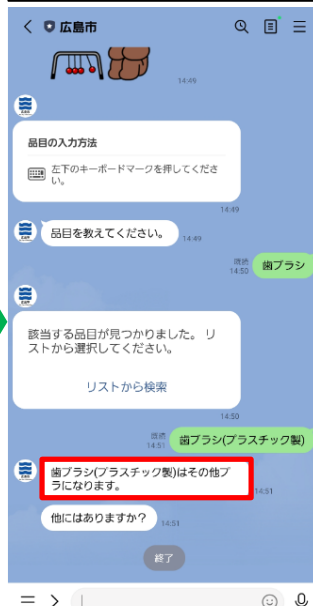 広島市
14:49
品目の入力方法
左下のキーボードマークを押してくださ
い。
14:49
品目を教えてください。
14:49
既読
14:50
歯ブラシ
該当する品目が見つかりました。 リ
ストから選択してください。
リストから検索
14:50
既読
14:51
歯ブラシ(プラスチック製)
歯ブラシ(プラスチック製)はその他プ
ラになります。
14:51
他にはありますか？
14:51
終了